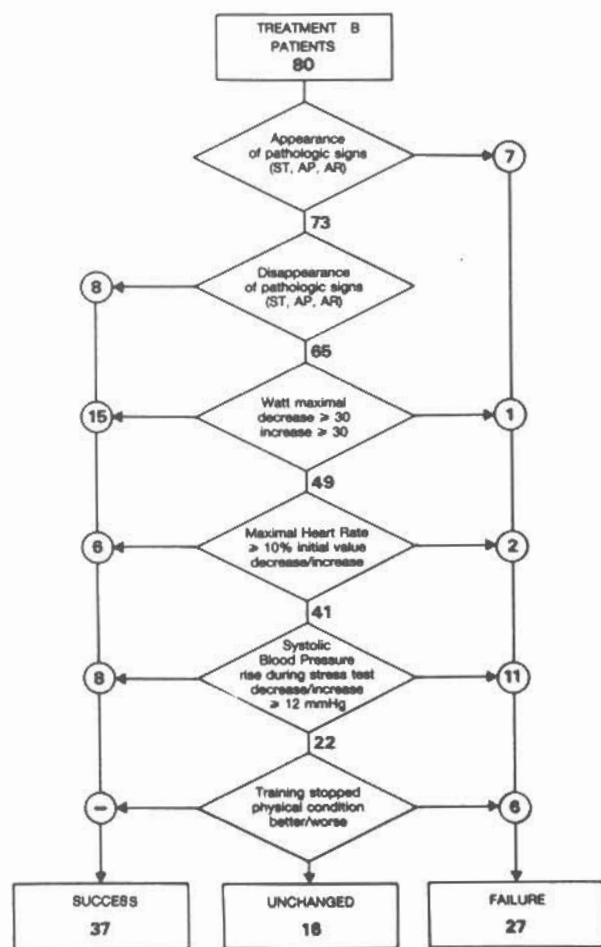 TREATMENT B
PATIENTS
80
Appearance
of pathologic signs
(ST, AP, AR)
7
73
8
Disappearance
of pathologic signs
(ST, AP, AR)
65
15
Watt maximal
decrease ≥ 30
increase ≥ 30
1
49
6
Maximal Heart Rate
≥ 10% initial value
decrease/increase
2
41
8
Systolic
Blood Pressure
rise during stress test
decrease/increase
≥ 12 mmHg
11
22
–
Training stopped
physical condition
better/worse
6
SUCCESS
37
UNCHANGED
16
FAILURE
27